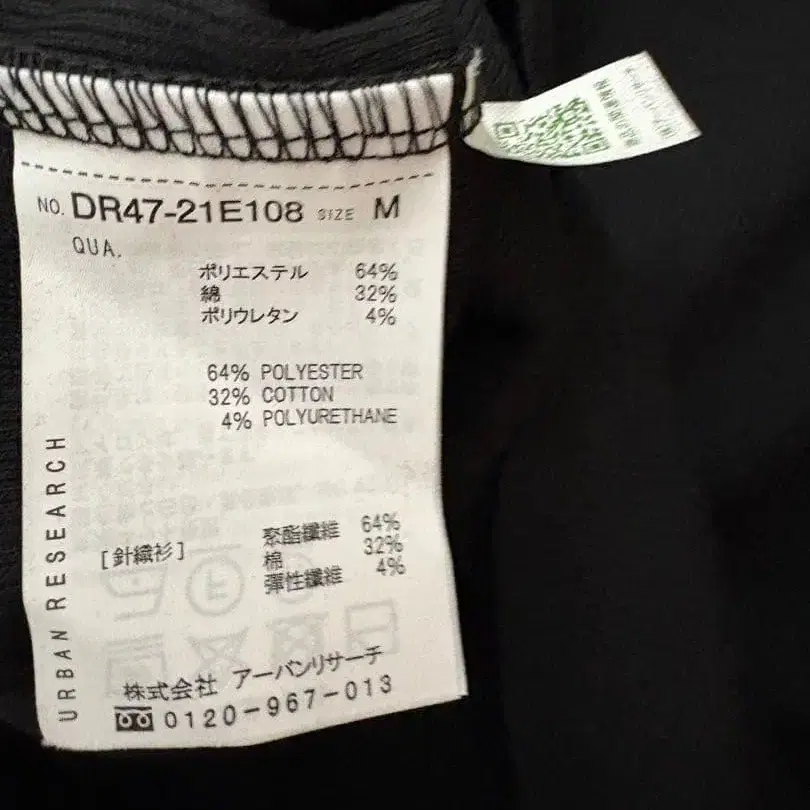 NO. DR47-21E108 SIZE M
QUA.
ポリエステル 64%
綿 32%
ポリウレタン 4%
64% POLYESTER
32% COTTON
4% POLYURETHANE
[針織衫] 聚酯纖維 64%
棉 32%
彈性纖維 4%
URBAN RESEARCH
株式会社 アーバンリサーチ
0120-967-013